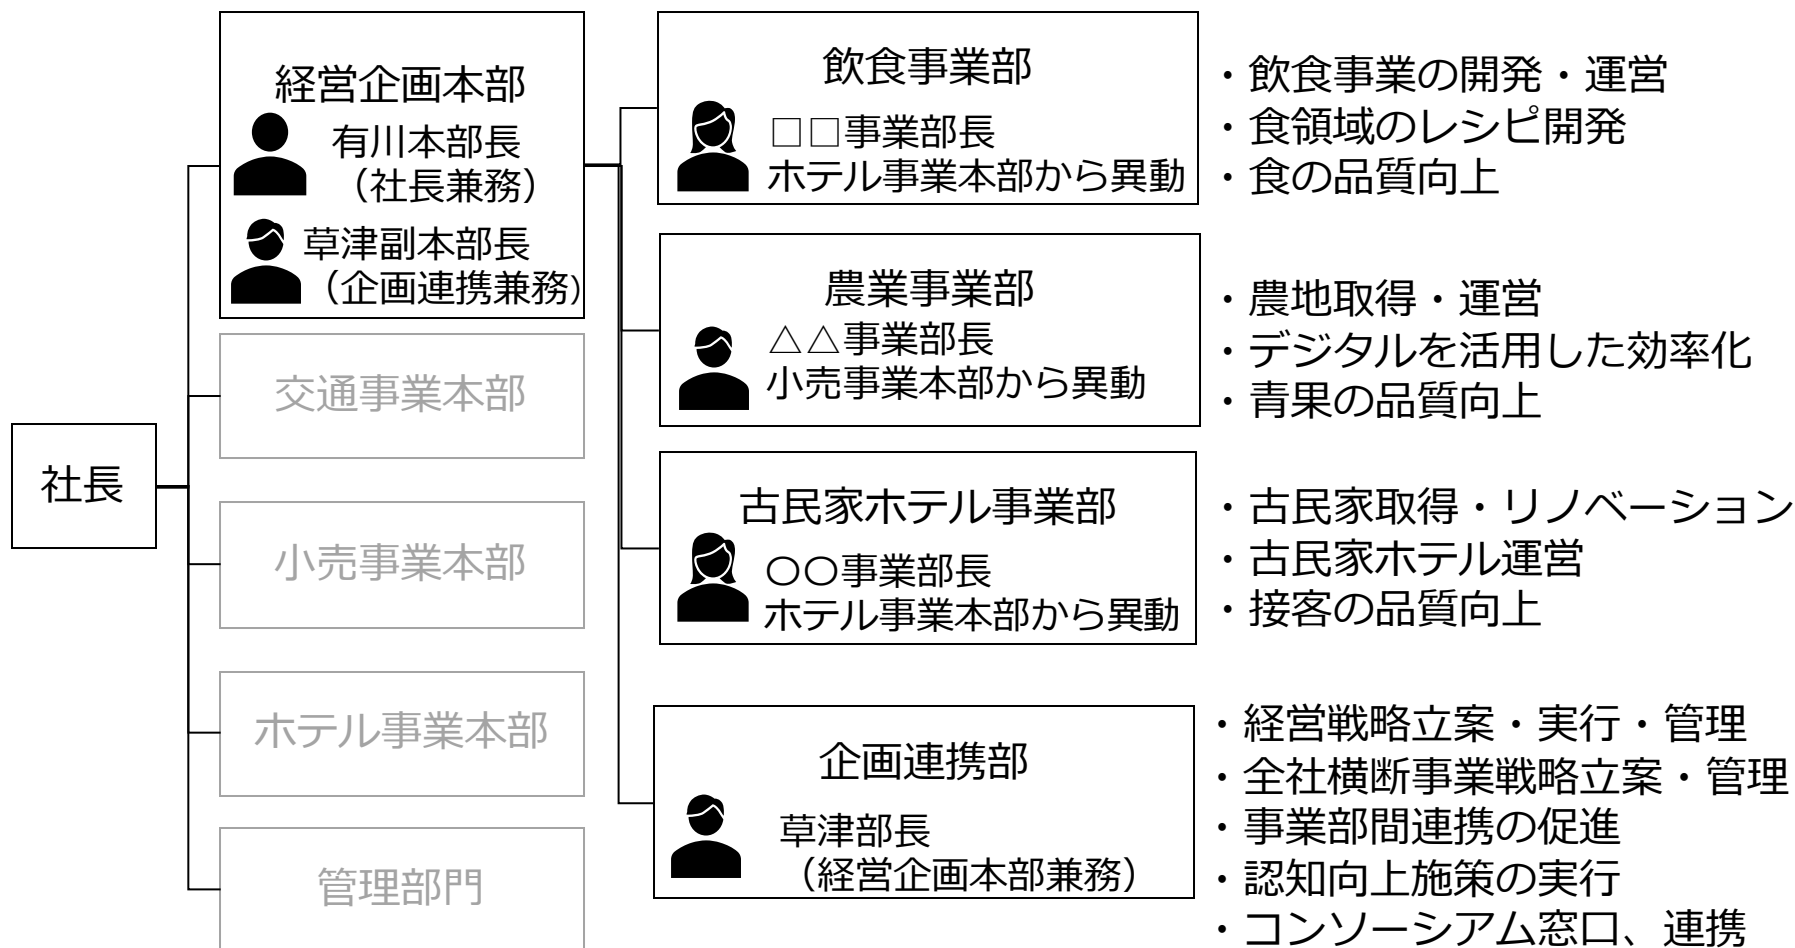 社長
経営企画本部
有川本部長
（社長兼務）
草津副本部長
（企画連携兼務）
交通事業本部
小売事業本部
ホテル事業本部
管理部門
飲食事業部
□□事業部長
ホテル事業本部から異動
・飲食事業の開発・運営
・食領域のレシピ開発
・食の品質向上
農業事業部
△△事業部長
小売事業本部から異動
・農地取得・運営
・デジタルを活用した効率化
・青果の品質向上
古民家ホテル事業部
〇〇事業部長
ホテル事業本部から異動
・古民家取得・リノベーション
・古民家ホテル運営
・接客の品質向上
企画連携部
草津部長
（経営企画本部兼務）
・経営戦略立案・実行・管理
・全社横断事業戦略立案・管理
・事業部間連携の促進
・認知向上施策の実行
・コンソーシアム窓口、連携